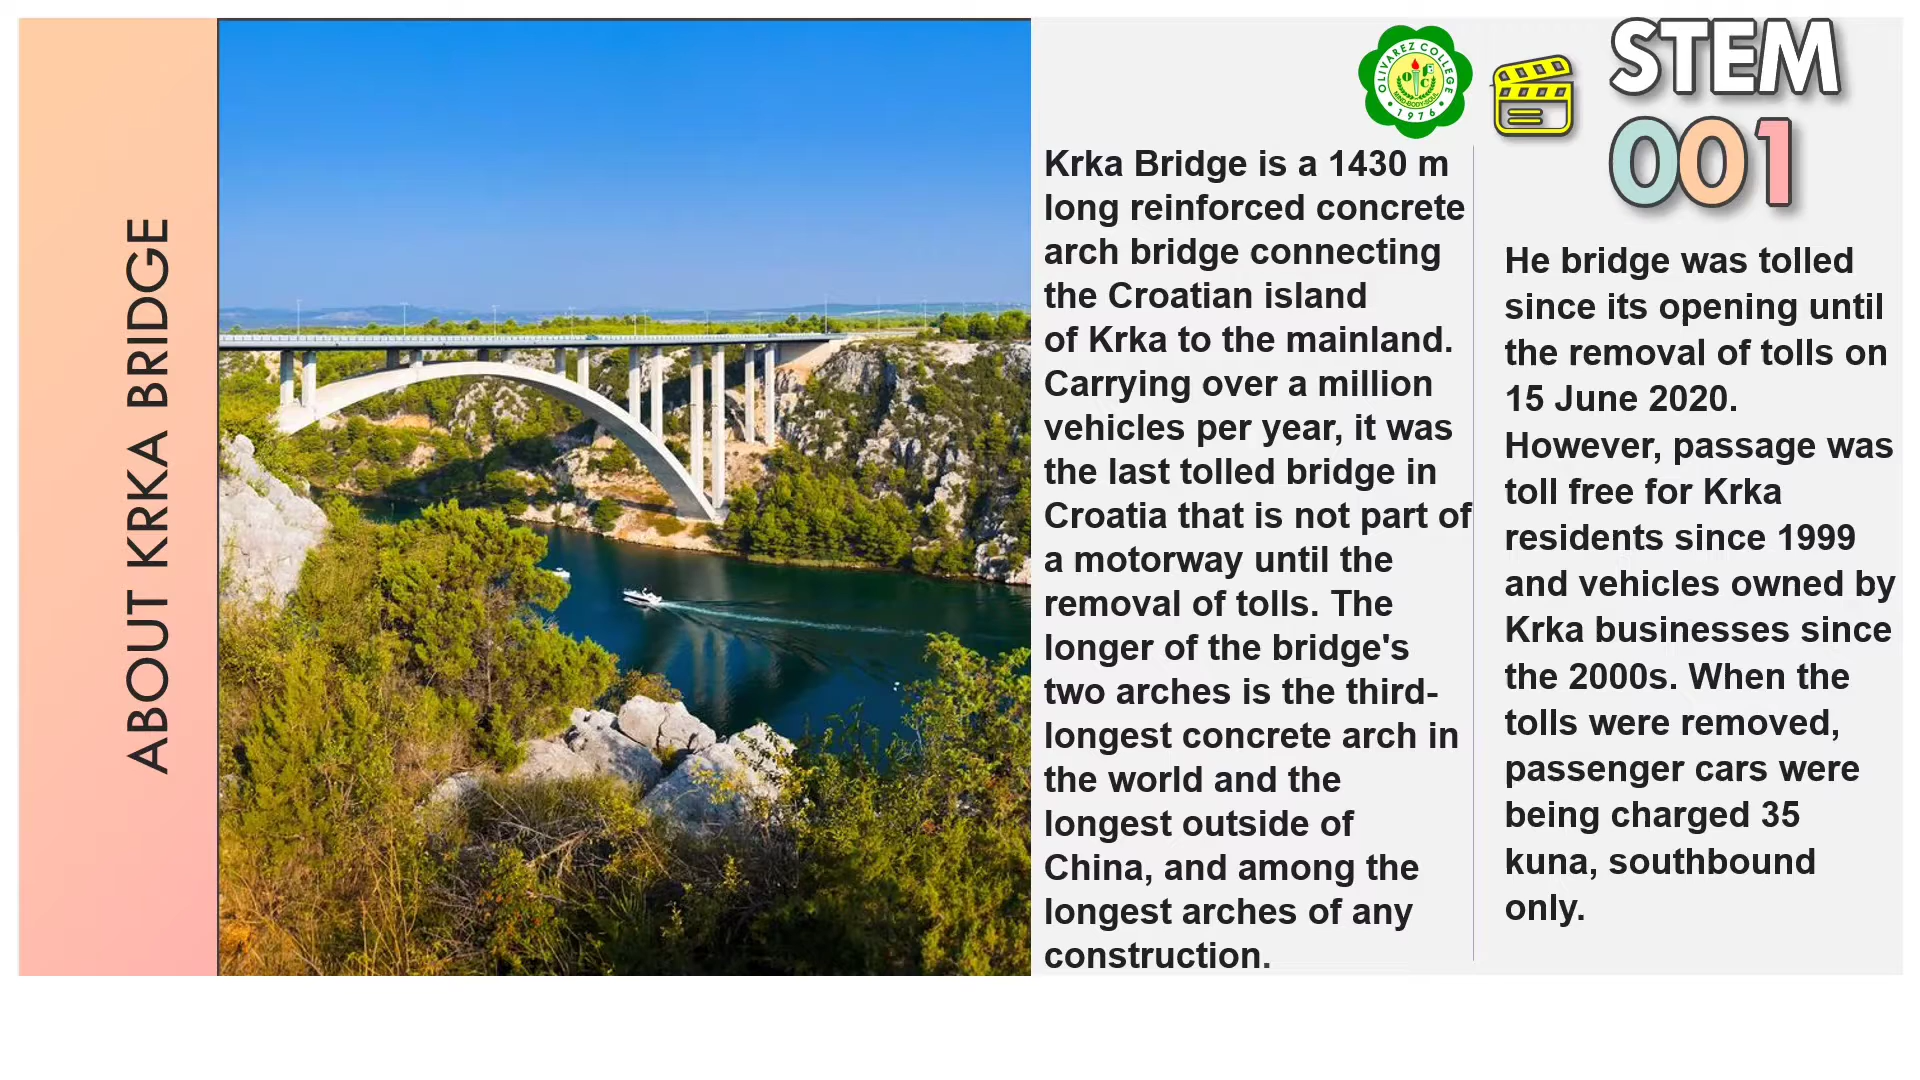 ABOUT KRKA BRIDGE
OLIVAREZ COLLEGE
O C
MIND-BODY-SOUL
1976
STEM
001
Krka Bridge is a 1430 m
long reinforced concrete
arch bridge connecting
the Croatian island
of Krka to the mainland.
Carrying over a million
vehicles per year, it was
the last tolled bridge in
Croatia that is not part of
a motorway until the
removal of tolls. The
longer of the bridge's
two arches is the third-
longest concrete arch in
the world and the
longest outside of
China, and among the
longest arches of any
construction.
He bridge was tolled
since its opening until
the removal of tolls on
15 June 2020.
However, passage was
toll free for Krka
residents since 1999
and vehicles owned by
Krka businesses since
the 2000s. When the
tolls were removed,
passenger cars were
being charged 35
kuna, southbound
only.